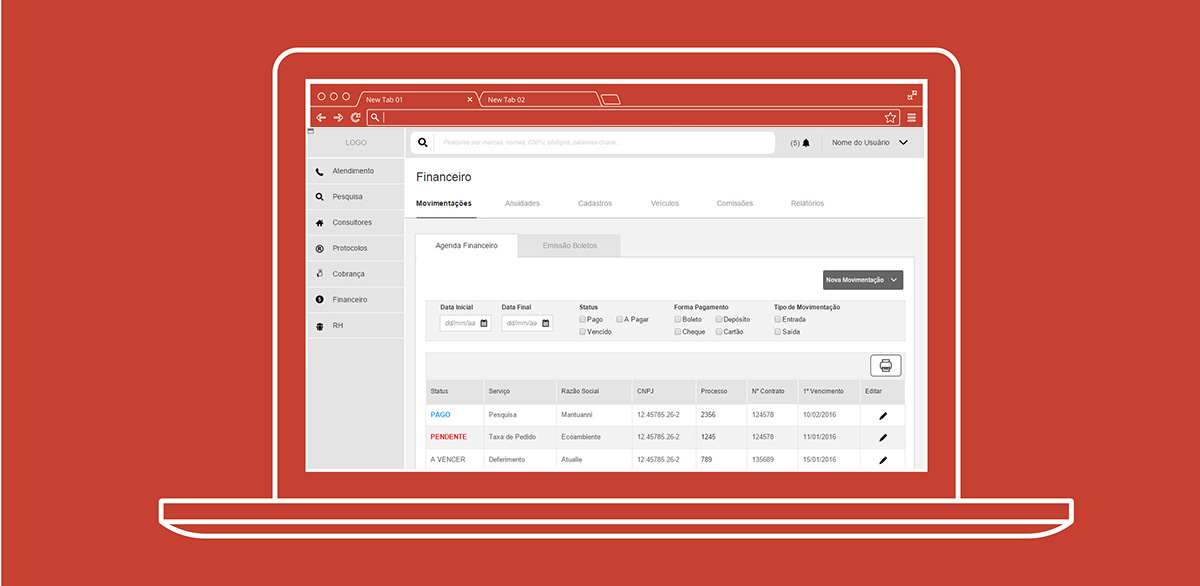 New Tab 01
New Tab 02
LOGO
Pesquise por marcas, nomes, CNPJ, códigos, palavras-chave...
(5)
Nome do Usuário
Atendimento
Pesquisa
Consultores
Protocolos
Cobrança
Financeiro
RH
Financeiro
Movimentações Anuidades Cadastros Veículos Comissões Relatórios
Agenda Financeiro Emissão Boletos
Nova Movimentação
Data Inicial Data Final Status Forma Pagamento Tipo de Movimentação
dd/mm/aa dd/mm/aa Pago A Pagar Boleto Depósito Entrada
Vencido Cheque Cartão Saída
Status Serviço Razão Social CNPJ Processo Nº Contrato 1º Vencimento Editar
PAGO Pesquisa Mantuanni 12.45785.26-2 2356 124578 10/02/2016
PENDENTE Taxa de Pedido Ecoambiente 12.45785.26-2 1245 124578 11/01/2016
A VENCER Deferimento Atualle 12.45785.26-2 789 135689 15/01/2016